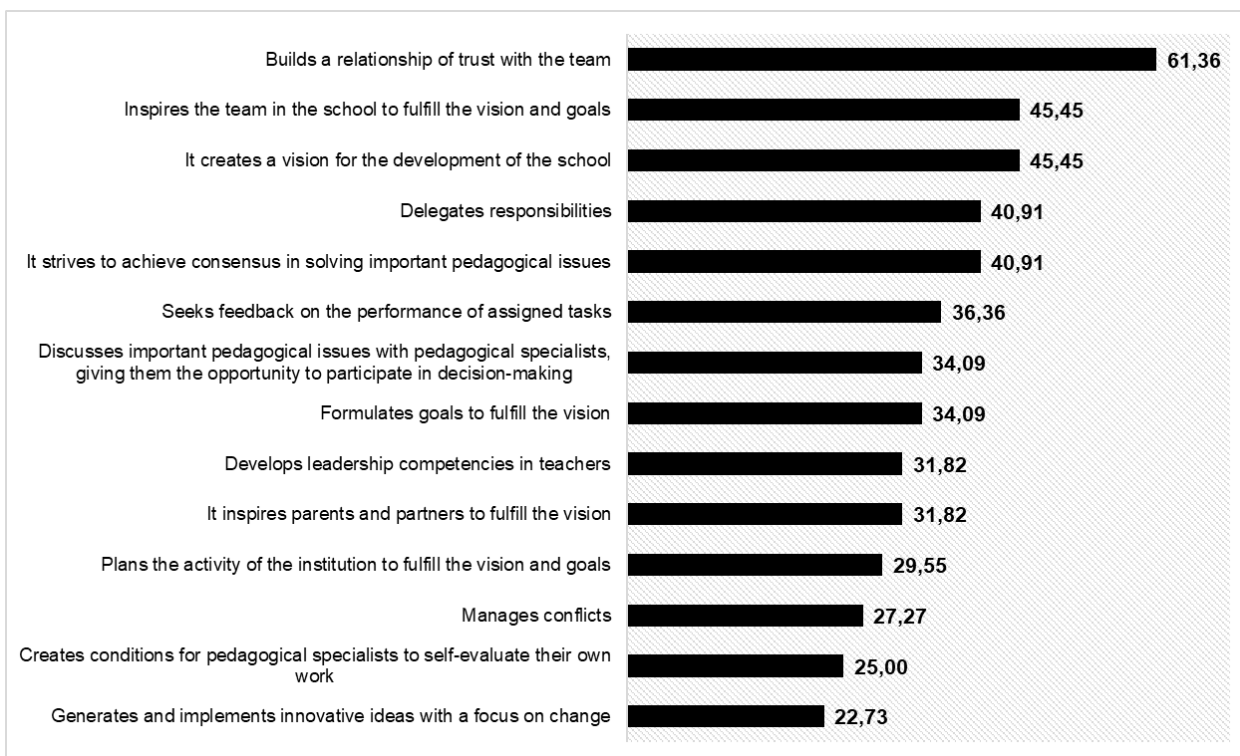 Builds a relationship of trust with the team
61,36
Inspires the team in the school to fulfill the vision and goals
45,45
It creates a vision for the development of the school
45,45
Delegates responsibilities
40,91
It strives to achieve consensus in solving important pedagogical issues
40,91
Seeks feedback on the performance of assigned tasks
36,36
Discusses important pedagogical issues with pedagogical specialists,
giving them the opportunity to participate in decision-making
34,09
Formulates goals to fulfill the vision
34,09
Develops leadership competencies in teachers
31,82
It inspires parents and partners to fulfill the vision
31,82
Plans the activity of the institution to fulfill the vision and goals
29,55
Manages conflicts
27,27
Creates conditions for pedagogical specialists to self-evaluate their own
work
25,00
Generates and implements innovative ideas with a focus on change
22,73